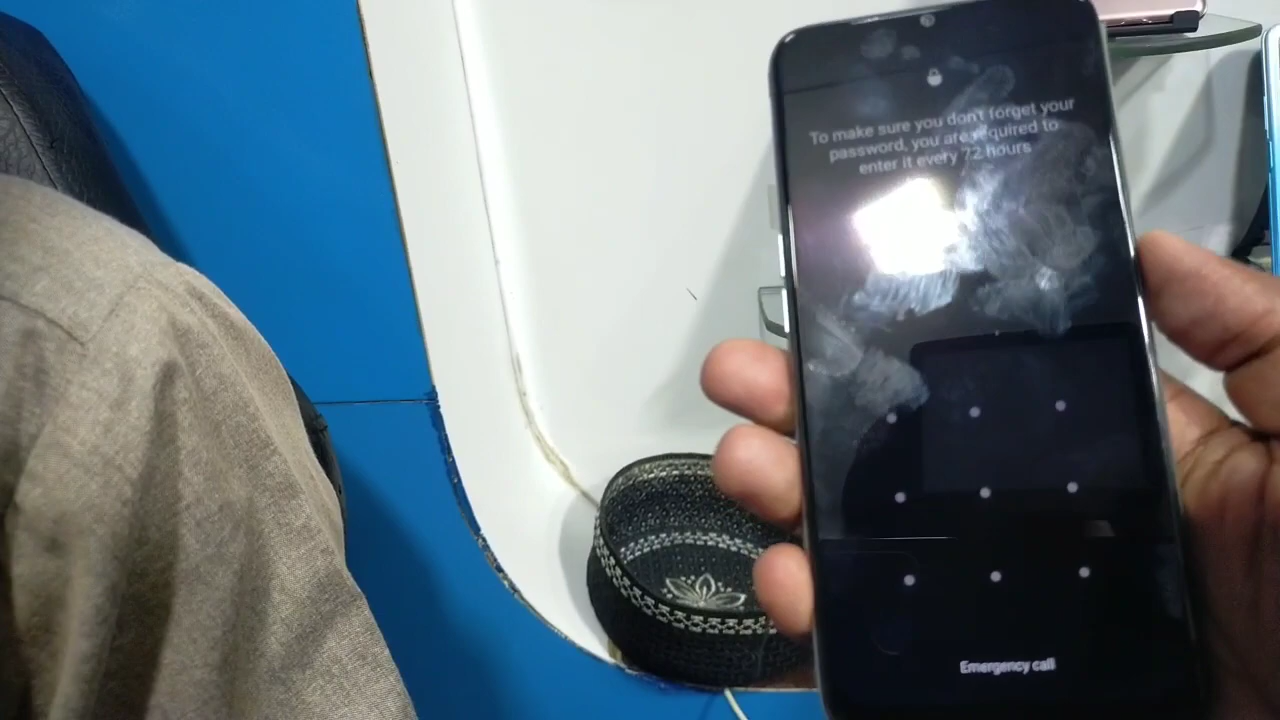 To make sure you don't forget your
password, you are required to
enter it every 72 hours
Emergency call